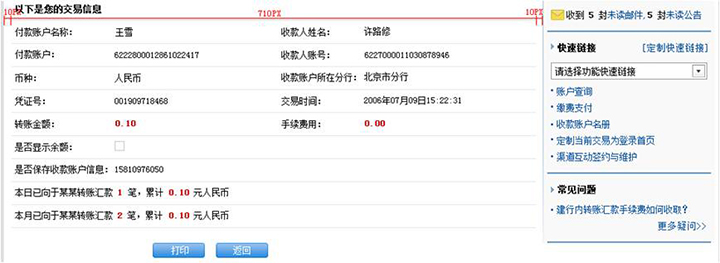 以下是您的交易信息
10PX 710PX 10PX
付款账户名称: 王雪 收款人姓名: 许路修
付款账户: 6222800012861022417 收款人账号: 6227000011030878946
币种: 人民币 收款账户所在分行: 北京市分行
凭证号: 001909718468 交易时间: 2006年07月09日15:22:31
转账金额: 0.10 手续费用: 0.00
是否显示余额:
是否保存收款账户信息: 15810976050
本日已向于某某转账汇款 1 笔，累计 0.10 元人民币
本月已向于某某转账汇款 2 笔，累计 0.10 元人民币
打印 返回
收到 5 封未读邮件,5 封未读公告
快速链接 [定制快速链接]
请选择功能快速链接
账户查询
缴费支付
收款账户名册
定制当前交易为登录首页
渠道互动签约与维护
常见问题
建行内转账汇款手续费如何收取?
更多疑问>>